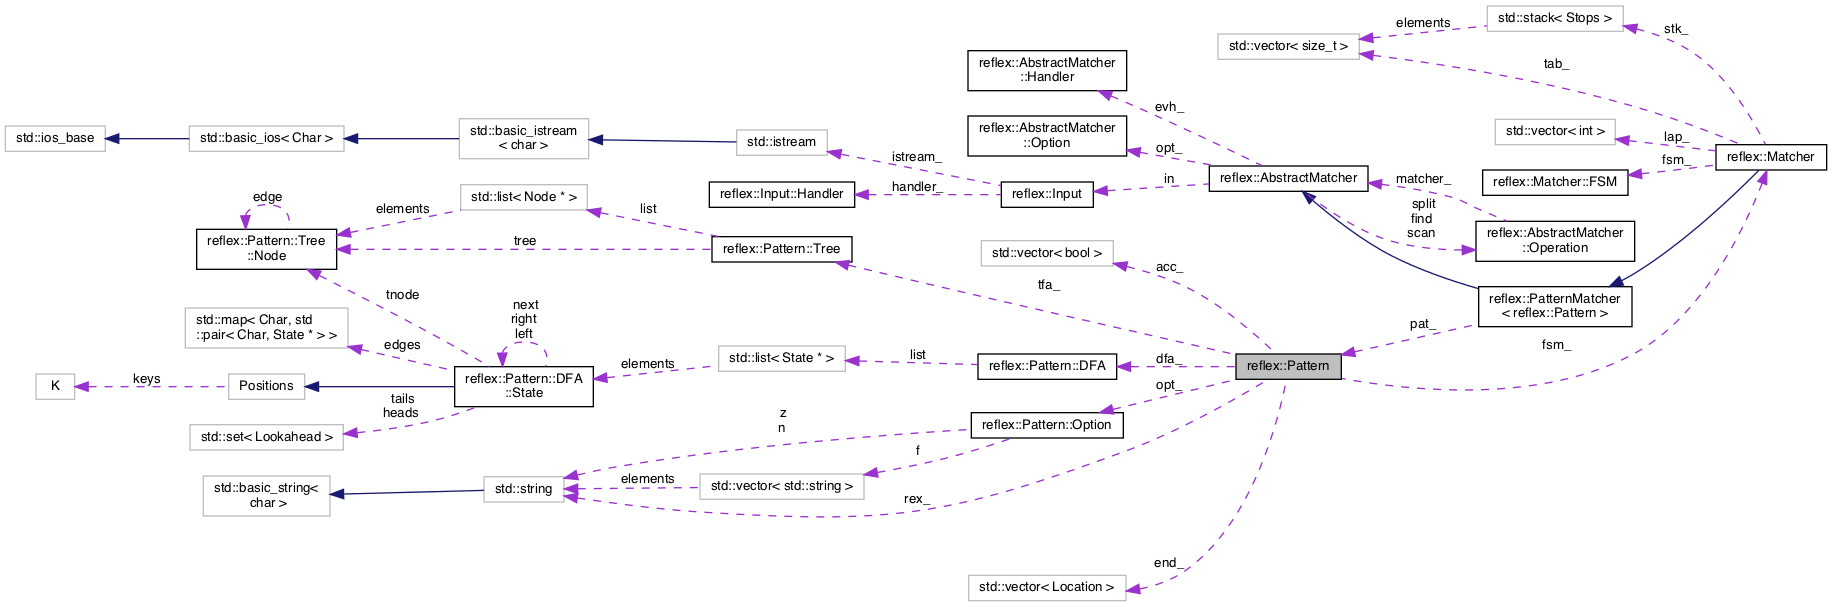 elements
std::stack< Stops >
stk_
std::vector< size_t >
tab_
reflex::AbstractMatcher
::Handler
evh_
std::vector< int >
lap_
reflex::Matcher
fsm_
reflex::Matcher::FSM
std::ios_base
std::basic_ios< Char >
std::basic_istream
< char >
std::istream
istream_
reflex::AbstractMatcher
::Option
opt_
reflex::AbstractMatcher
reflex::Input::Handler
handler_
reflex::Input
in
matcher_
split
find
scan
reflex::AbstractMatcher
::Operation
edge
std::list< Node * >
elements
list
reflex::Pattern::Tree
::Node
tree
reflex::Pattern::Tree
std::vector< bool >
acc_
tfa_
reflex::PatternMatcher
< reflex::Pattern >
pat_
fsm_
tnode
next
right
left
std::map< Char, std
::pair< Char, State * > >
edges
K
keys
Positions
reflex::Pattern::DFA
::State
elements
std::list< State * >
list
reflex::Pattern::DFA
dfa_
reflex::Pattern
tails
heads
std::set< Lookahead >
opt_
reflex::Pattern::Option
z
n
f
std::basic_string<
char >
std::string
elements
std::vector< std::string >
rex_
end_
std::vector< Location >